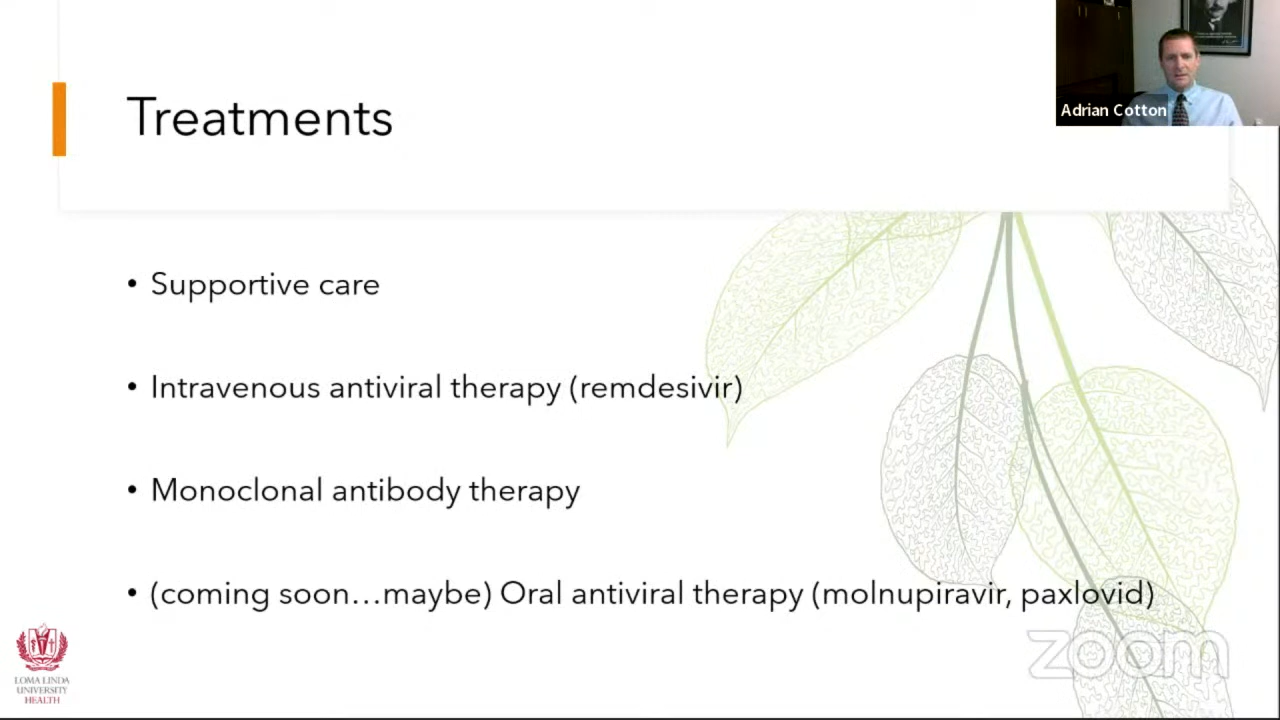 Adrian Cotton
Treatments
• Supportive care
• Intravenous antiviral therapy (remdesivir)
• Monoclonal antibody therapy
• (coming soon...maybe) Oral antiviral therapy (molnupiravir, paxlovid)
LOMA LINDA
UNIVERSITY
HEALTH
zoom